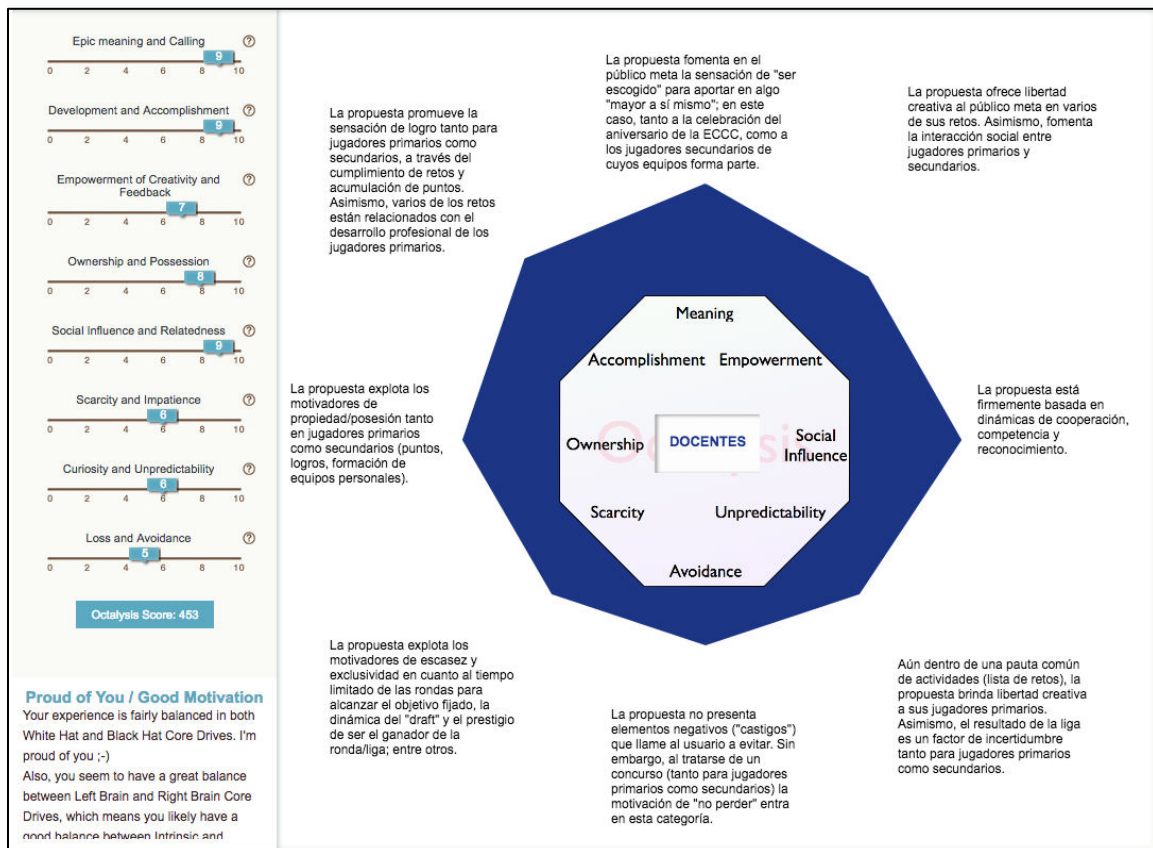 Epic meaning and Calling
9
0 2 4 6 8 10
Development and Accomplishment
9
0 2 4 6 8 10
Empowerment of Creativity and
Feedback
7
0 2 4 6 8 10
Ownership and Possession
8
0 2 4 6 8 10
Social Influence and Relatedness
9
0 2 4 6 8 10
Scarcity and Impatience
6
0 2 4 6 8 10
Curiosity and Unpredictability
6
0 2 4 6 8 10
Loss and Avoidance
5
0 2 4 6 8 10
Octalysis Score: 453
Proud of You / Good Motivation
Your experience is fairly balanced in both
White Hat and Black Hat Core Drives. I'm
proud of you ;-)
Also, you seem to have a great balance
between Left Brain and Right Brain Core
Drives, which means you likely have a
good balance between Intrinsic and
La propuesta promueve la
sensación de logro tanto para
jugadores primarios como
secundarios, a través del
cumplimiento de retos y
acumulación de puntos.
Asimismo, varios de los retos
están relacionados con el
desarrollo profesional de los
jugadores primarios.
La propuesta fomenta en el
público meta la sensación de "ser
escogido" para aportar en algo
"mayor a sí mismo"; en este
caso, tanto a la celebración del
aniversario de la ECCC, como a
los jugadores secundarios de
cuyos equipos forma parte.
La propuesta ofrece libertad
creativa al público meta en varios
de sus retos. Asimismo, fomenta
la interacción social entre
jugadores primarios y
secundarios.
Meaning
Accomplishment
Empowerment
Ownership
Octalysis
DOCENTES
Social
Influence
Scarcity
Unpredictability
Avoidance
La propuesta explota los
motivadores de
propiedad/posesión tanto
en jugadores primarios
como secundarios (puntos,
logros, formación de
equipos personales).
La propuesta está
firmemente basada en
dinámicas de cooperación,
competencia y
reconocimiento.
La propuesta explota los
motivadores de escasez y
exclusividad en cuanto al tiempo
limitado de las rondas para
alcanzar el objetivo fijado, la
dinámica del "draft" y el prestigio
de ser el ganador de la
ronda/liga; entre otros.
La propuesta no presenta
elementos negativos ("castigos")
que llame al usuario a evitar. Sin
embargo, al tratarse de un
concurso (tanto para jugadores
primarios como secundarios) la
motivación de "no perder" entra
en esta categoría.
Aún dentro de una pauta común
de actividades (lista de retos), la
propuesta brinda libertad creativa
a sus jugadores primarios.
Asimismo, el resultado de la liga
es un factor de incertidumbre
tanto para jugadores primarios
como secundarios.